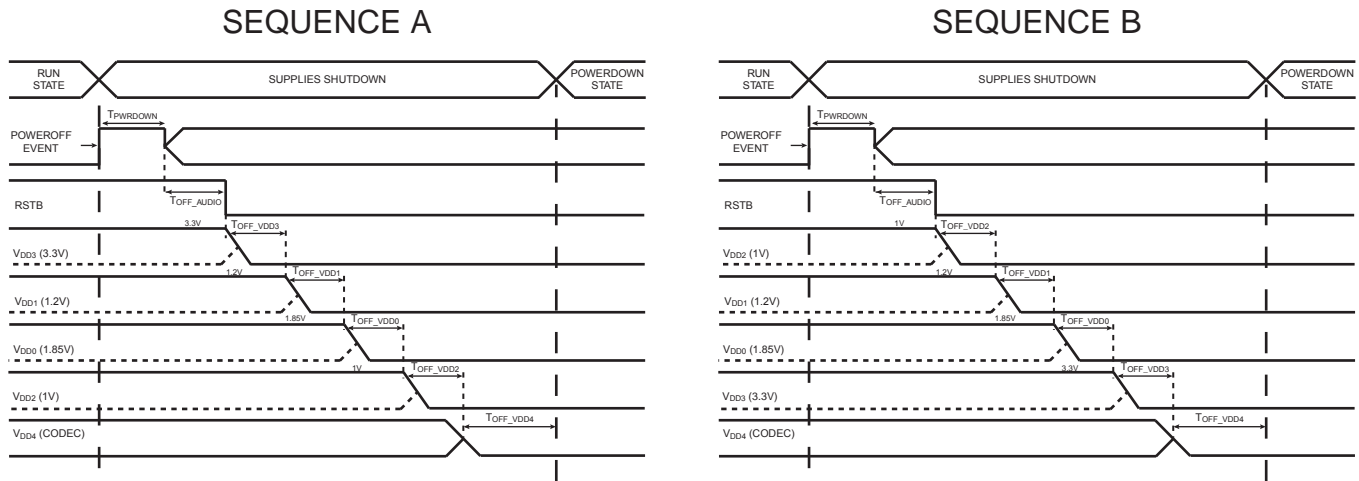 SEQUENCE A
RUN
STATE
SUPPLIES SHUTDOWN
POWERDOWN
STATE
TPWRDOWN
POWEROFF
EVENT
TOFF_AUDIO
RSTB
3.3V
TOFF_VDD3
VDD3 (3.3V)
1.2V
TOFF_VDD1
VDD1 (1.2V)
1.85V
TOFF_VDD0
VDD0 (1.85V)
1V
TOFF_VDD2
VDD2 (1V)
TOFF_VDD4
VDD4 (CODEC)
SEQUENCE B
RUN
STATE
SUPPLIES SHUTDOWN
POWERDOWN
STATE
TPWRDOWN
POWEROFF
EVENT
TOFF_AUDIO
RSTB
1V
TOFF_VDD2
VDD2 (1V)
1.2V
TOFF_VDD1
VDD1 (1.2V)
1.85V
TOFF_VDD0
VDD0 (1.85V)
3.3V
TOFF_VDD3
VDD3 (3.3V)
TOFF_VDD4
VDD4 (CODEC)